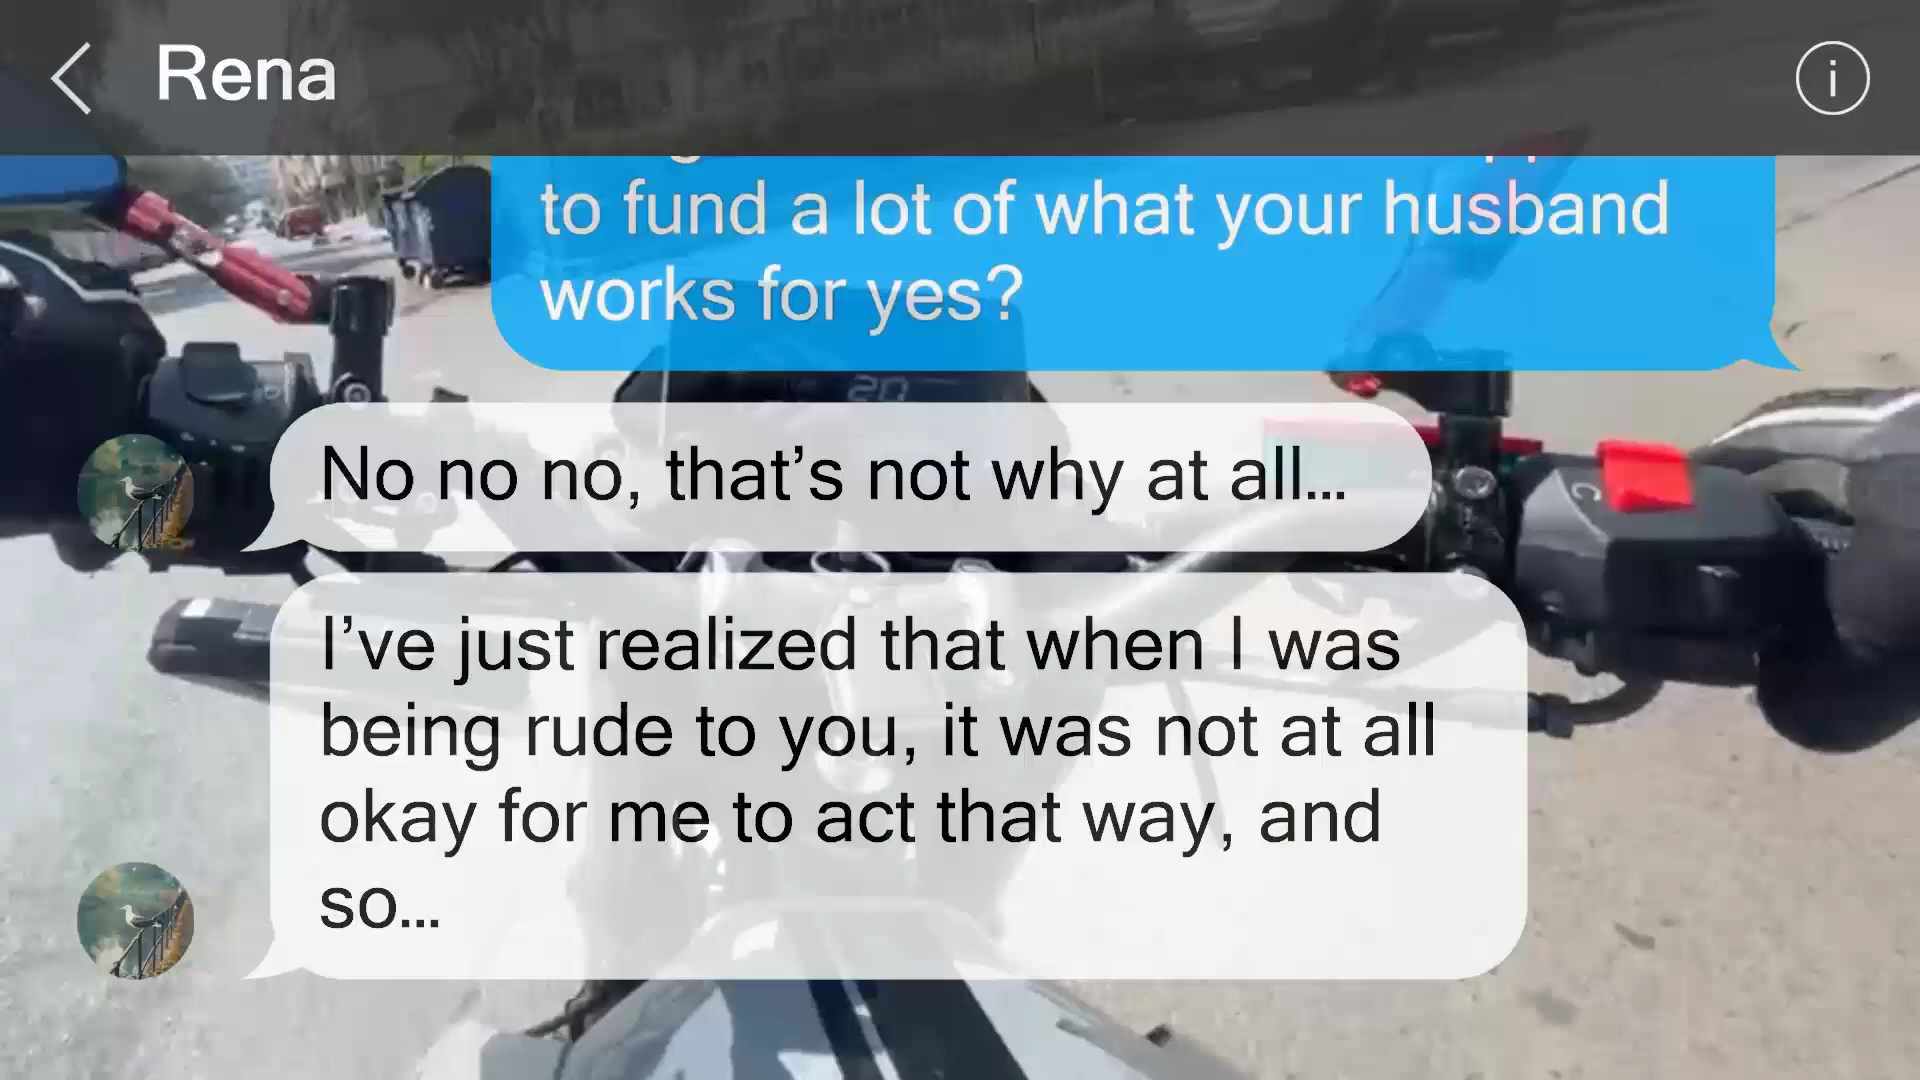 Rena
to fund a lot of what your husband
works for yes?
20
No no no, that’s not why at all...
I’ve just realized that when I was
being rude to you, it was not at all
okay for me to act that way, and
so...